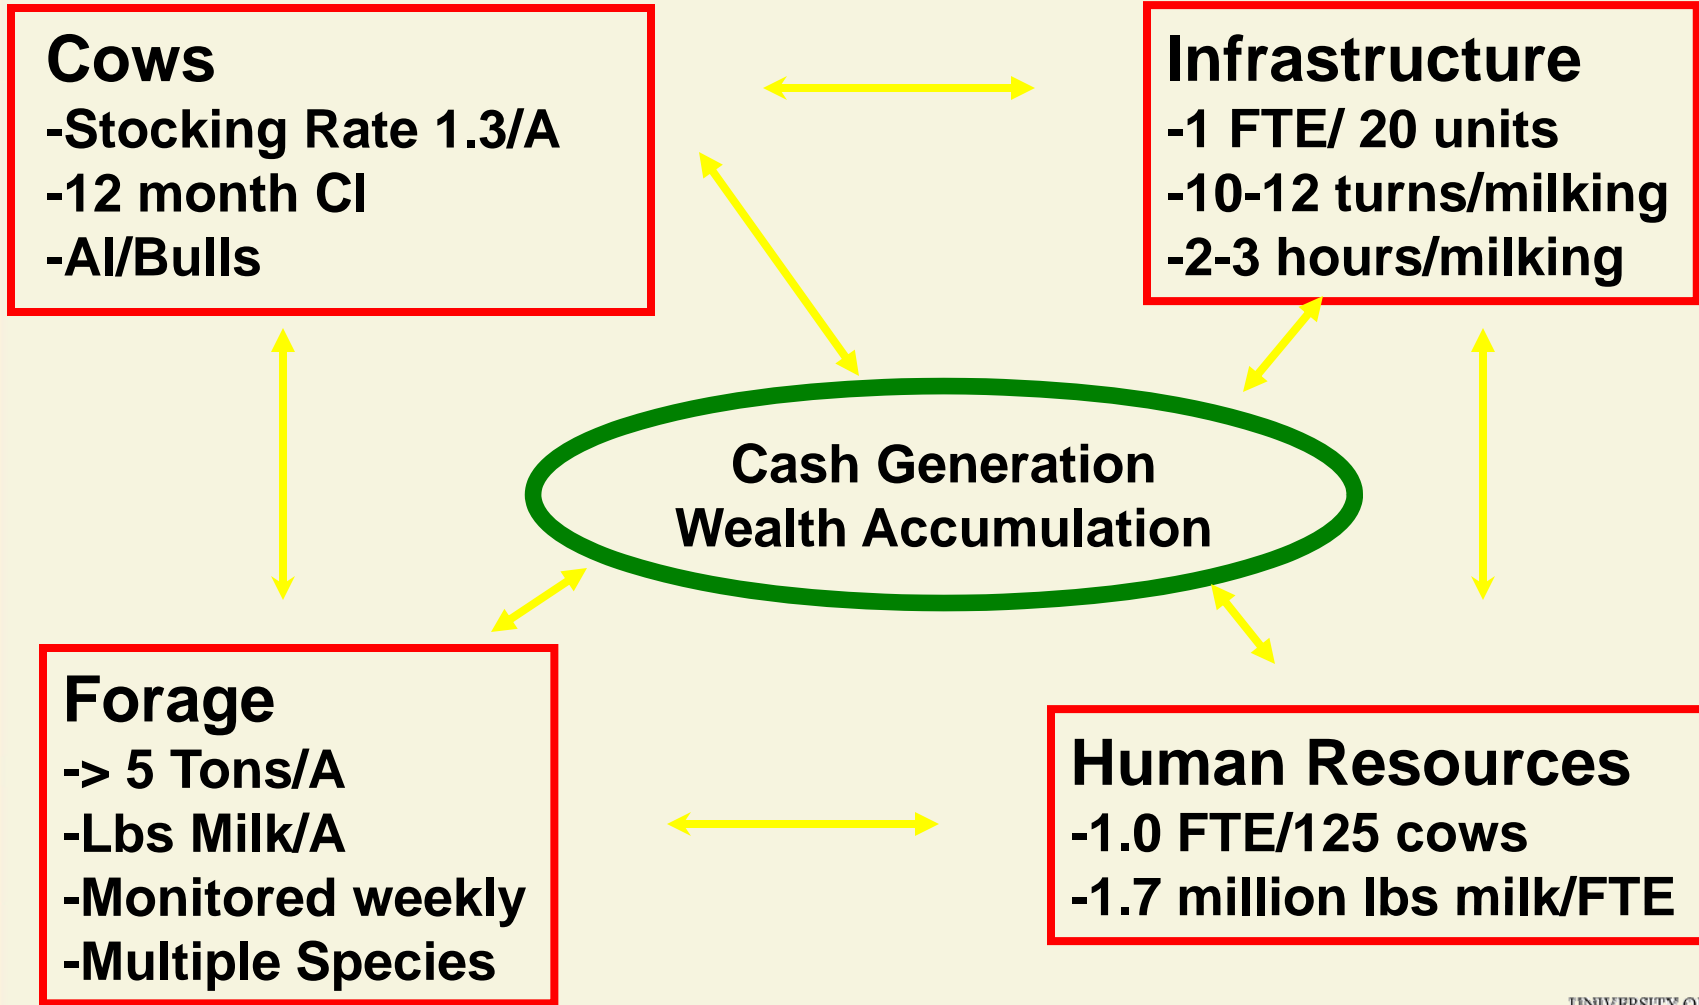 Cows
-Stocking Rate 1.3/A
-12 month CI
-AI/Bulls
Infrastructure
-1 FTE/ 20 units
-10-12 turns/milking
-2-3 hours/milking
Cash Generation
Wealth Accumulation
Forage
-> 5 Tons/A
-Lbs Milk/A
-Monitored weekly
-Multiple Species
Human Resources
-1.0 FTE/125 cows
-1.7 million lbs milk/FTE
UNIVERSITY OF